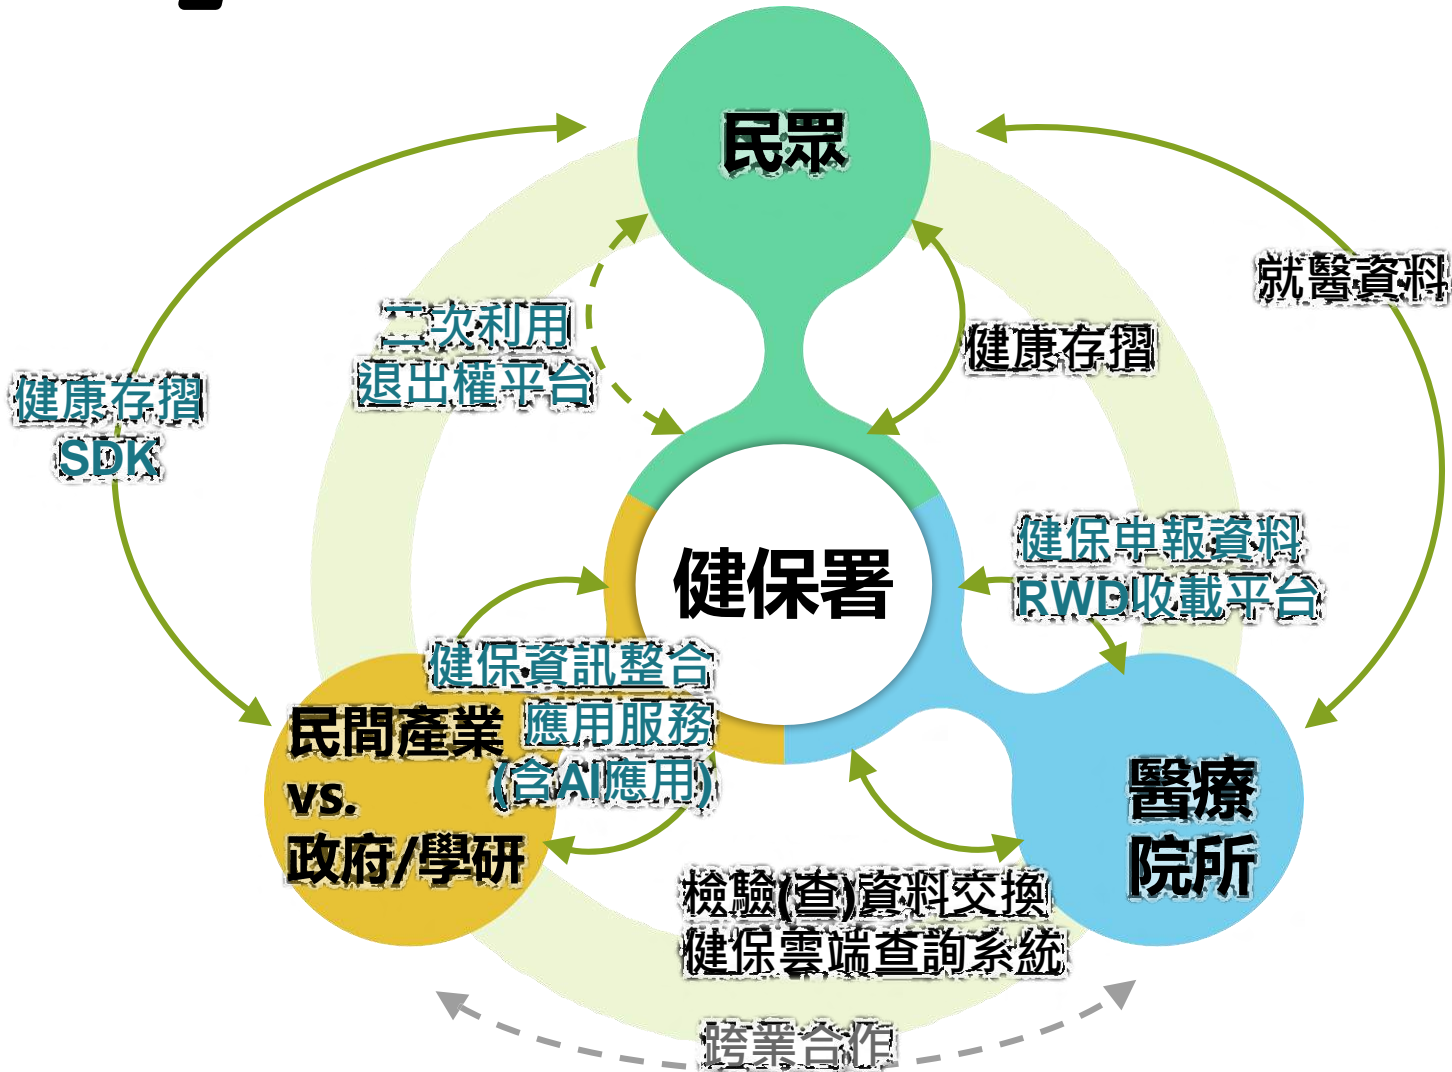 民眾
就醫資料
二次利用
退出權平台
健康存摺
健康存摺
SDK
健保申報資料
RWD收載平台
健保署
健保資訊整合
應用服務
(含AI應用)
民間產業
vs.
政府/學研
醫療
院所
檢驗(查)資料交換
健保雲端查詢系統
跨業合作